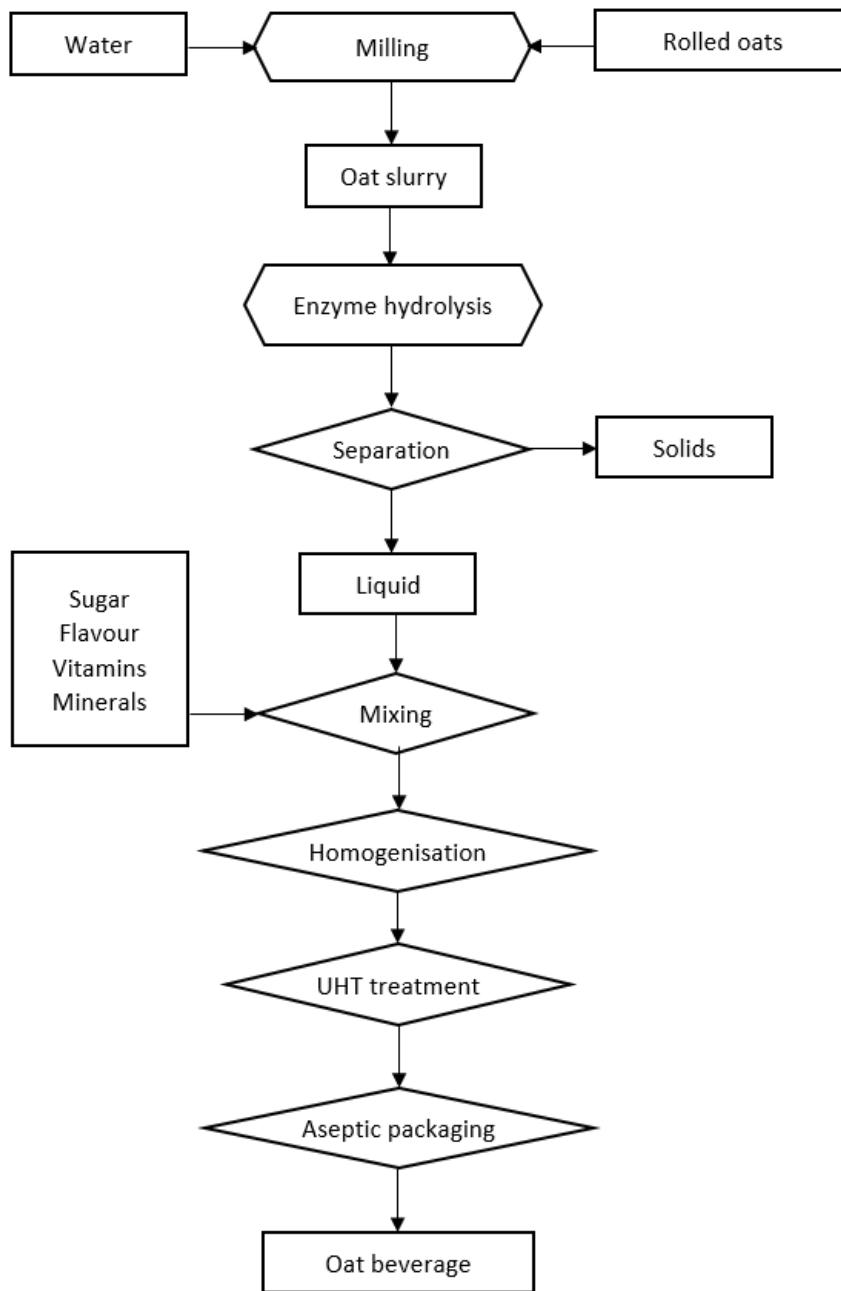 Water
Milling
Rolled oats
Oat slurry
Enzyme hydrolysis
Separation
Solids
Liquid
Sugar
Flavour
Vitamins
Minerals
Mixing
Homogenisation
UHT treatment
Aseptic packaging
Oat beverage